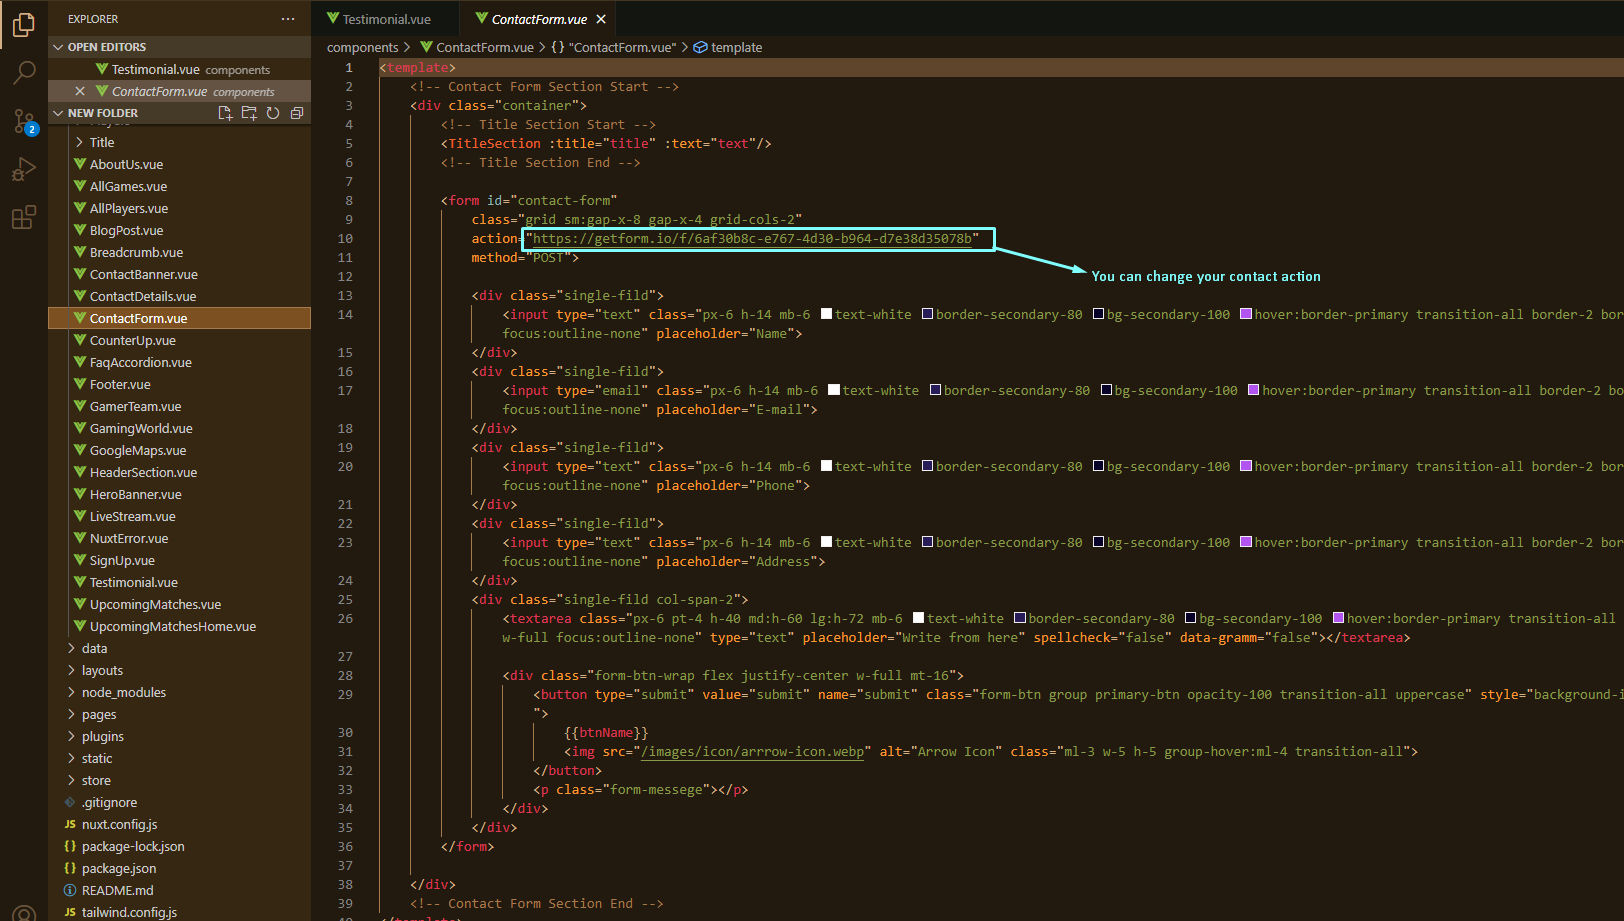 EXPLORER
OPEN EDITORS
Testimonial.vue components
ContactForm.vue components
NEW FOLDER
2
Title
AboutUs.vue
AllGames.vue
AllPlayers.vue
BlogPost.vue
Breadcrumb.vue
ContactBanner.vue
ContactDetails.vue
ContactForm.vue
CounterUp.vue
FaqAccordion.vue
Footer.vue
GamerTeam.vue
GamingWorld.vue
GoogleMaps.vue
HeaderSection.vue
HeroBanner.vue
LiveStream.vue
NuxtError.vue
SignUp.vue
Testimonial.vue
UpcomingMatches.vue
UpcomingMatchesHome.vue
data
layouts
node_modules
pages
plugins
static
store
.gitignore
JS nuxt.config.js
{} package-lock.json
{} package.json
README.md
JS tailwind.config.js
Testimonial.vue
ContactForm.vue
components > ContactForm.vue > {} "ContactForm.vue" > template
1 <template>
2 <!-- Contact Form Section Start -->
3 <div class="container">
4 <!-- Title Section Start -->
5 <TitleSection :title="title" :text="text"/>
6 <!-- Title Section End -->
7
8 <form id="contact-form"
9 class="grid sm:gap-x-8 gap-x-4 grid-cols-2"
10 action="https://getform.io/f/6af30b8c-e767-4d30-b964-d7e38d35078b"
11 method="POST">
You can change your contact action
12
13 <div class="single-fild">
14 <input type="text" class="px-6 h-14 mb-6 text-white border-secondary-80 bg-secondary-100 hover:border-primary transition-all border-2 bor
focus:outline-none" placeholder="Name">
15 </div>
16 <div class="single-fild">
17 <input type="email" class="px-6 h-14 mb-6 text-white border-secondary-80 bg-secondary-100 hover:border-primary transition-all border-2 bo
focus:outline-none" placeholder="E-mail">
18 </div>
19 <div class="single-fild">
20 <input type="text" class="px-6 h-14 mb-6 text-white border-secondary-80 bg-secondary-100 hover:border-primary transition-all border-2 bor
focus:outline-none" placeholder="Phone">
21 </div>
22 <div class="single-fild">
23 <input type="text" class="px-6 h-14 mb-6 text-white border-secondary-80 bg-secondary-100 hover:border-primary transition-all border-2 bor
focus:outline-none" placeholder="Address">
24 </div>
25 <div class="single-fild col-span-2">
26 <textarea class="px-6 pt-4 h-40 md:h-60 lg:h-72 mb-6 text-white border-secondary-80 bg-secondary-100 hover:border-primary transition-all
w-full focus:outline-none" type="text" placeholder="Write from here" spellcheck="false" data-gramm="false"></textarea>
27
28 <div class="form-btn-wrap flex justify-center w-full mt-16">
29 <button type="submit" value="submit" name="submit" class="form-btn group primary-btn opacity-100 transition-all uppercase" style="background-i
">
30 {{btnName}}
31 <img src="/images/icon/arrrow-icon.webp" alt="Arrow Icon" class="ml-3 w-5 h-5 group-hover:ml-4 transition-all">
32 </button>
33 <p class="form-messege"></p>
34 </div>
35 </div>
36 </form>
37
38 </div>
39 <!-- Contact Form Section End -->